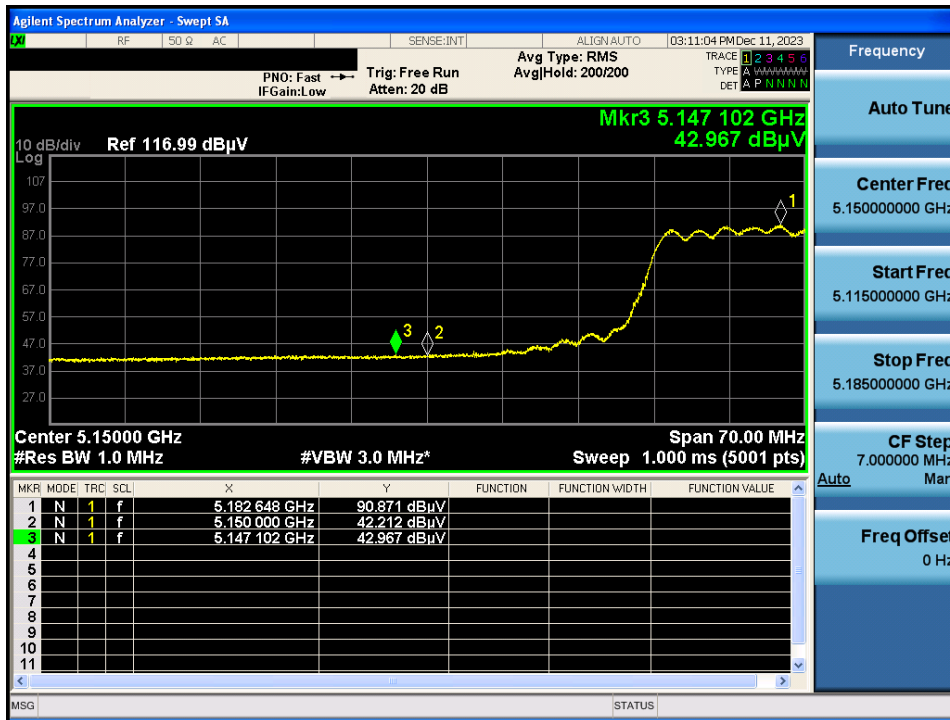 Agilent Spectrum Analyzer - Swept SA
LXI RF 50 Ω AC SENSE:INT ALIGN AUTO 03:11:04 PM Dec 11, 2023
PNO: Fast Trig: Free Run Avg Type: RMS TRACE 1 2 3 4 5 6
IFGain:Low Atten: 20 dB Avg|Hold: 200/200 TYPE A WWWWW
DET A P N N N N
Mkr3 5.147 102 GHz
42.967 dBµV
10 dB/div Ref 116.99 dBµV
Log
107
97.0
87.0
77.0
67.0
57.0
47.0
37.0
27.0
1
3 2
Center 5.15000 GHz Span 70.00 MHz
#Res BW 1.0 MHz #VBW 3.0 MHz* Sweep 1.000 ms (5001 pts)
MKR MODE TRC SCL X Y FUNCTION FUNCTION WIDTH FUNCTION VALUE
1 N 1 f 5.182 648 GHz 90.871 dBµV
2 N 1 f 5.150 000 GHz 42.212 dBµV
3 N 1 f 5.147 102 GHz 42.967 dBµV
4
5
6
7
8
9
10
11
MSG STATUS
Frequency
Auto Tune
Center Freq
5.150000000 GHz
Start Freq
5.115000000 GHz
Stop Freq
5.185000000 GHz
CF Step
7.000000 MHz
Auto Man
Freq Offset
0 Hz